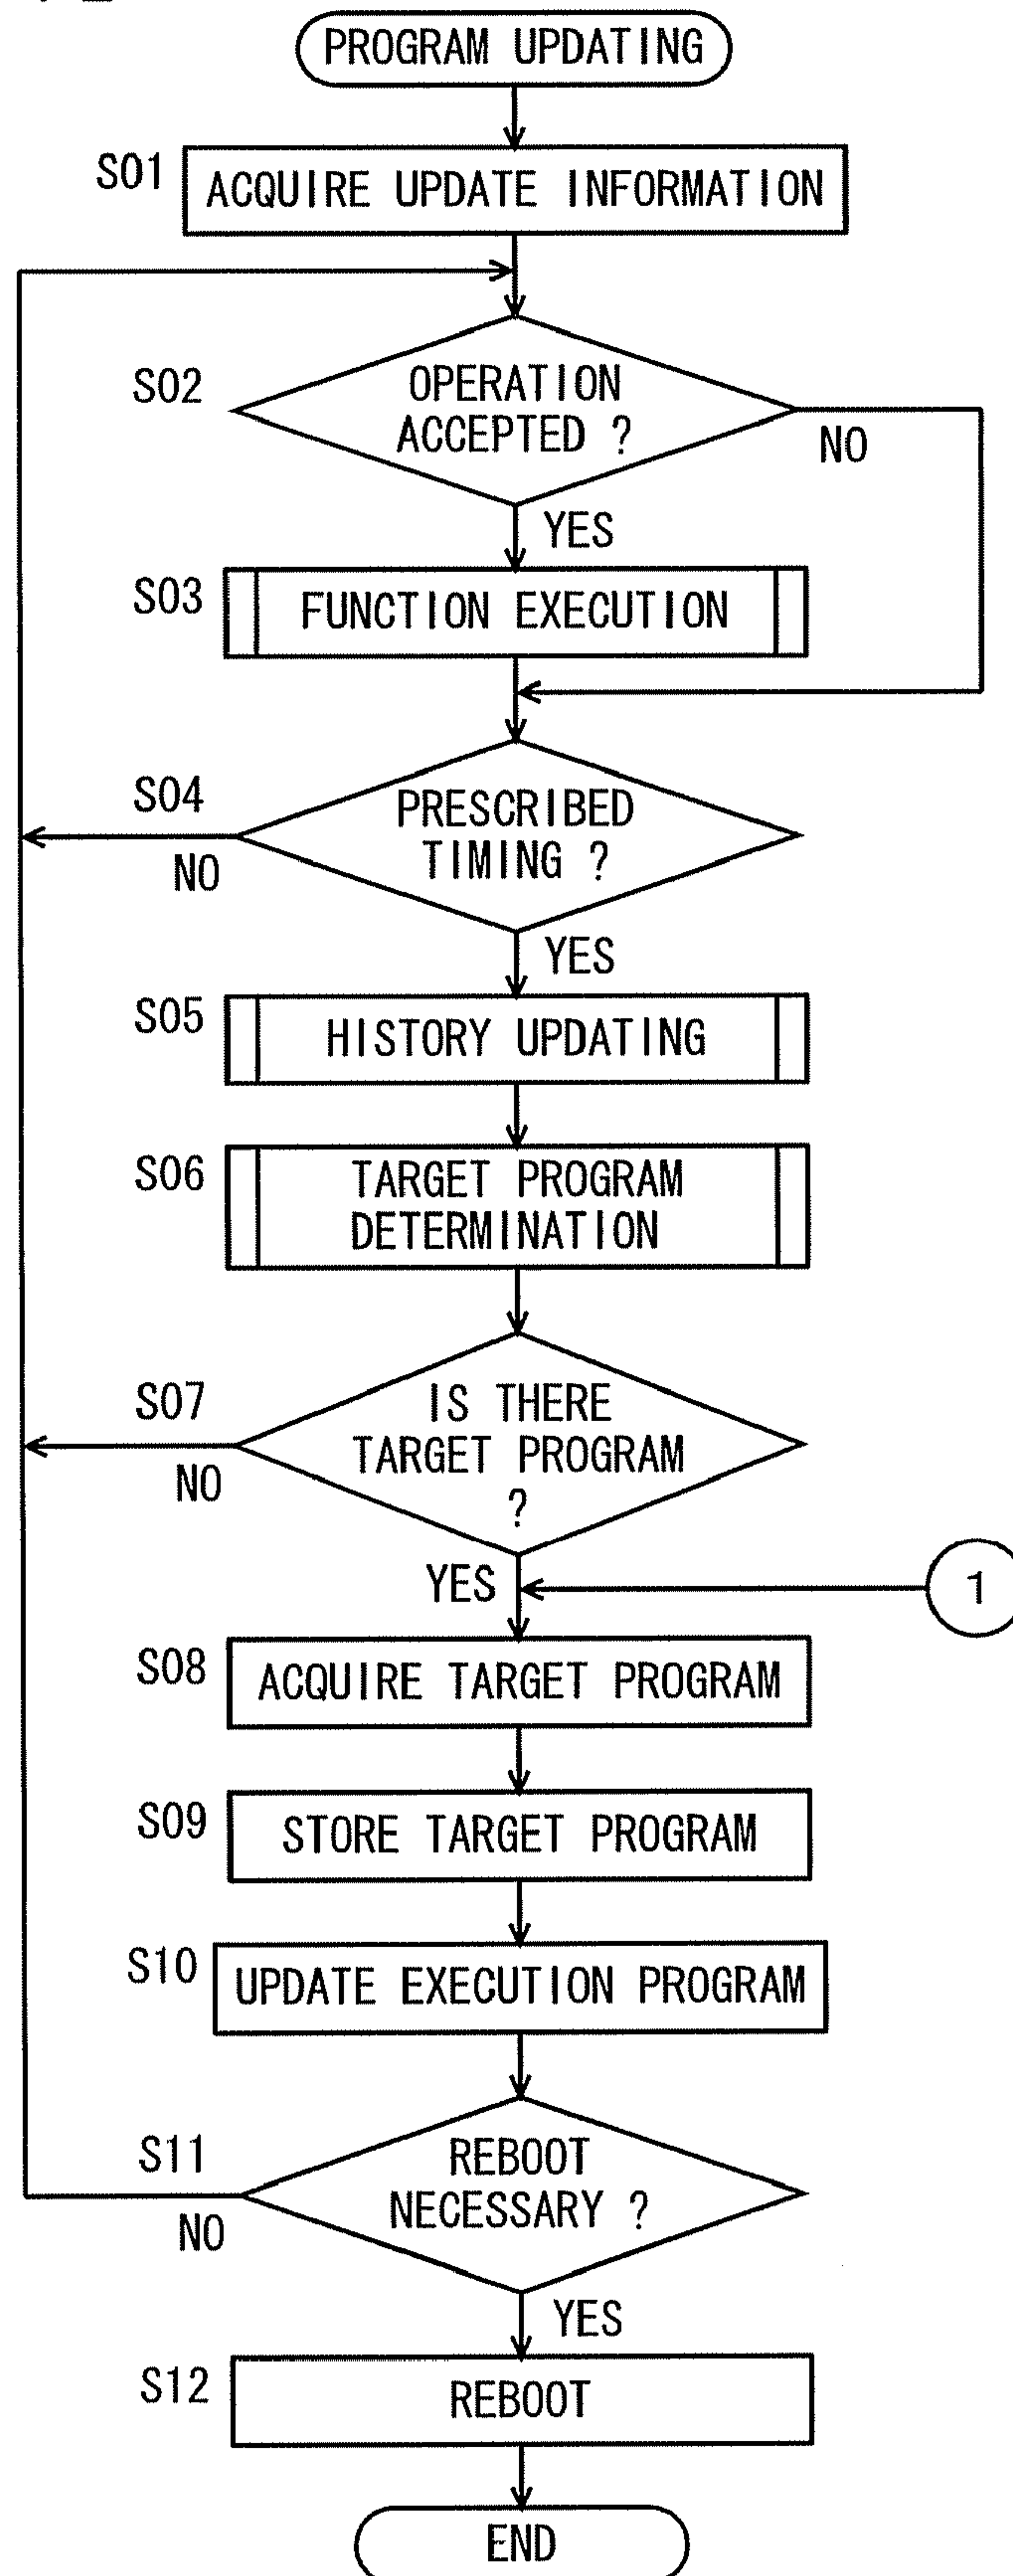 PROGRAM UPDATING
S01
ACQUIRE UPDATE INFORMATION
S02
OPERATION
ACCEPTED ?
NO
YES
S03
FUNCTION EXECUTION
S04
PRESCRIBED
TIMING ?
NO
YES
S05
HISTORY UPDATING
S06
TARGET PROGRAM
DETERMINATION
S07
IS THERE
TARGET PROGRAM
?
NO
YES
1
S08
ACQUIRE TARGET PROGRAM
S09
STORE TARGET PROGRAM
S10
UPDATE EXECUTION PROGRAM
S11
REBOOT
NECESSARY ?
NO
YES
S12
REBOOT
END